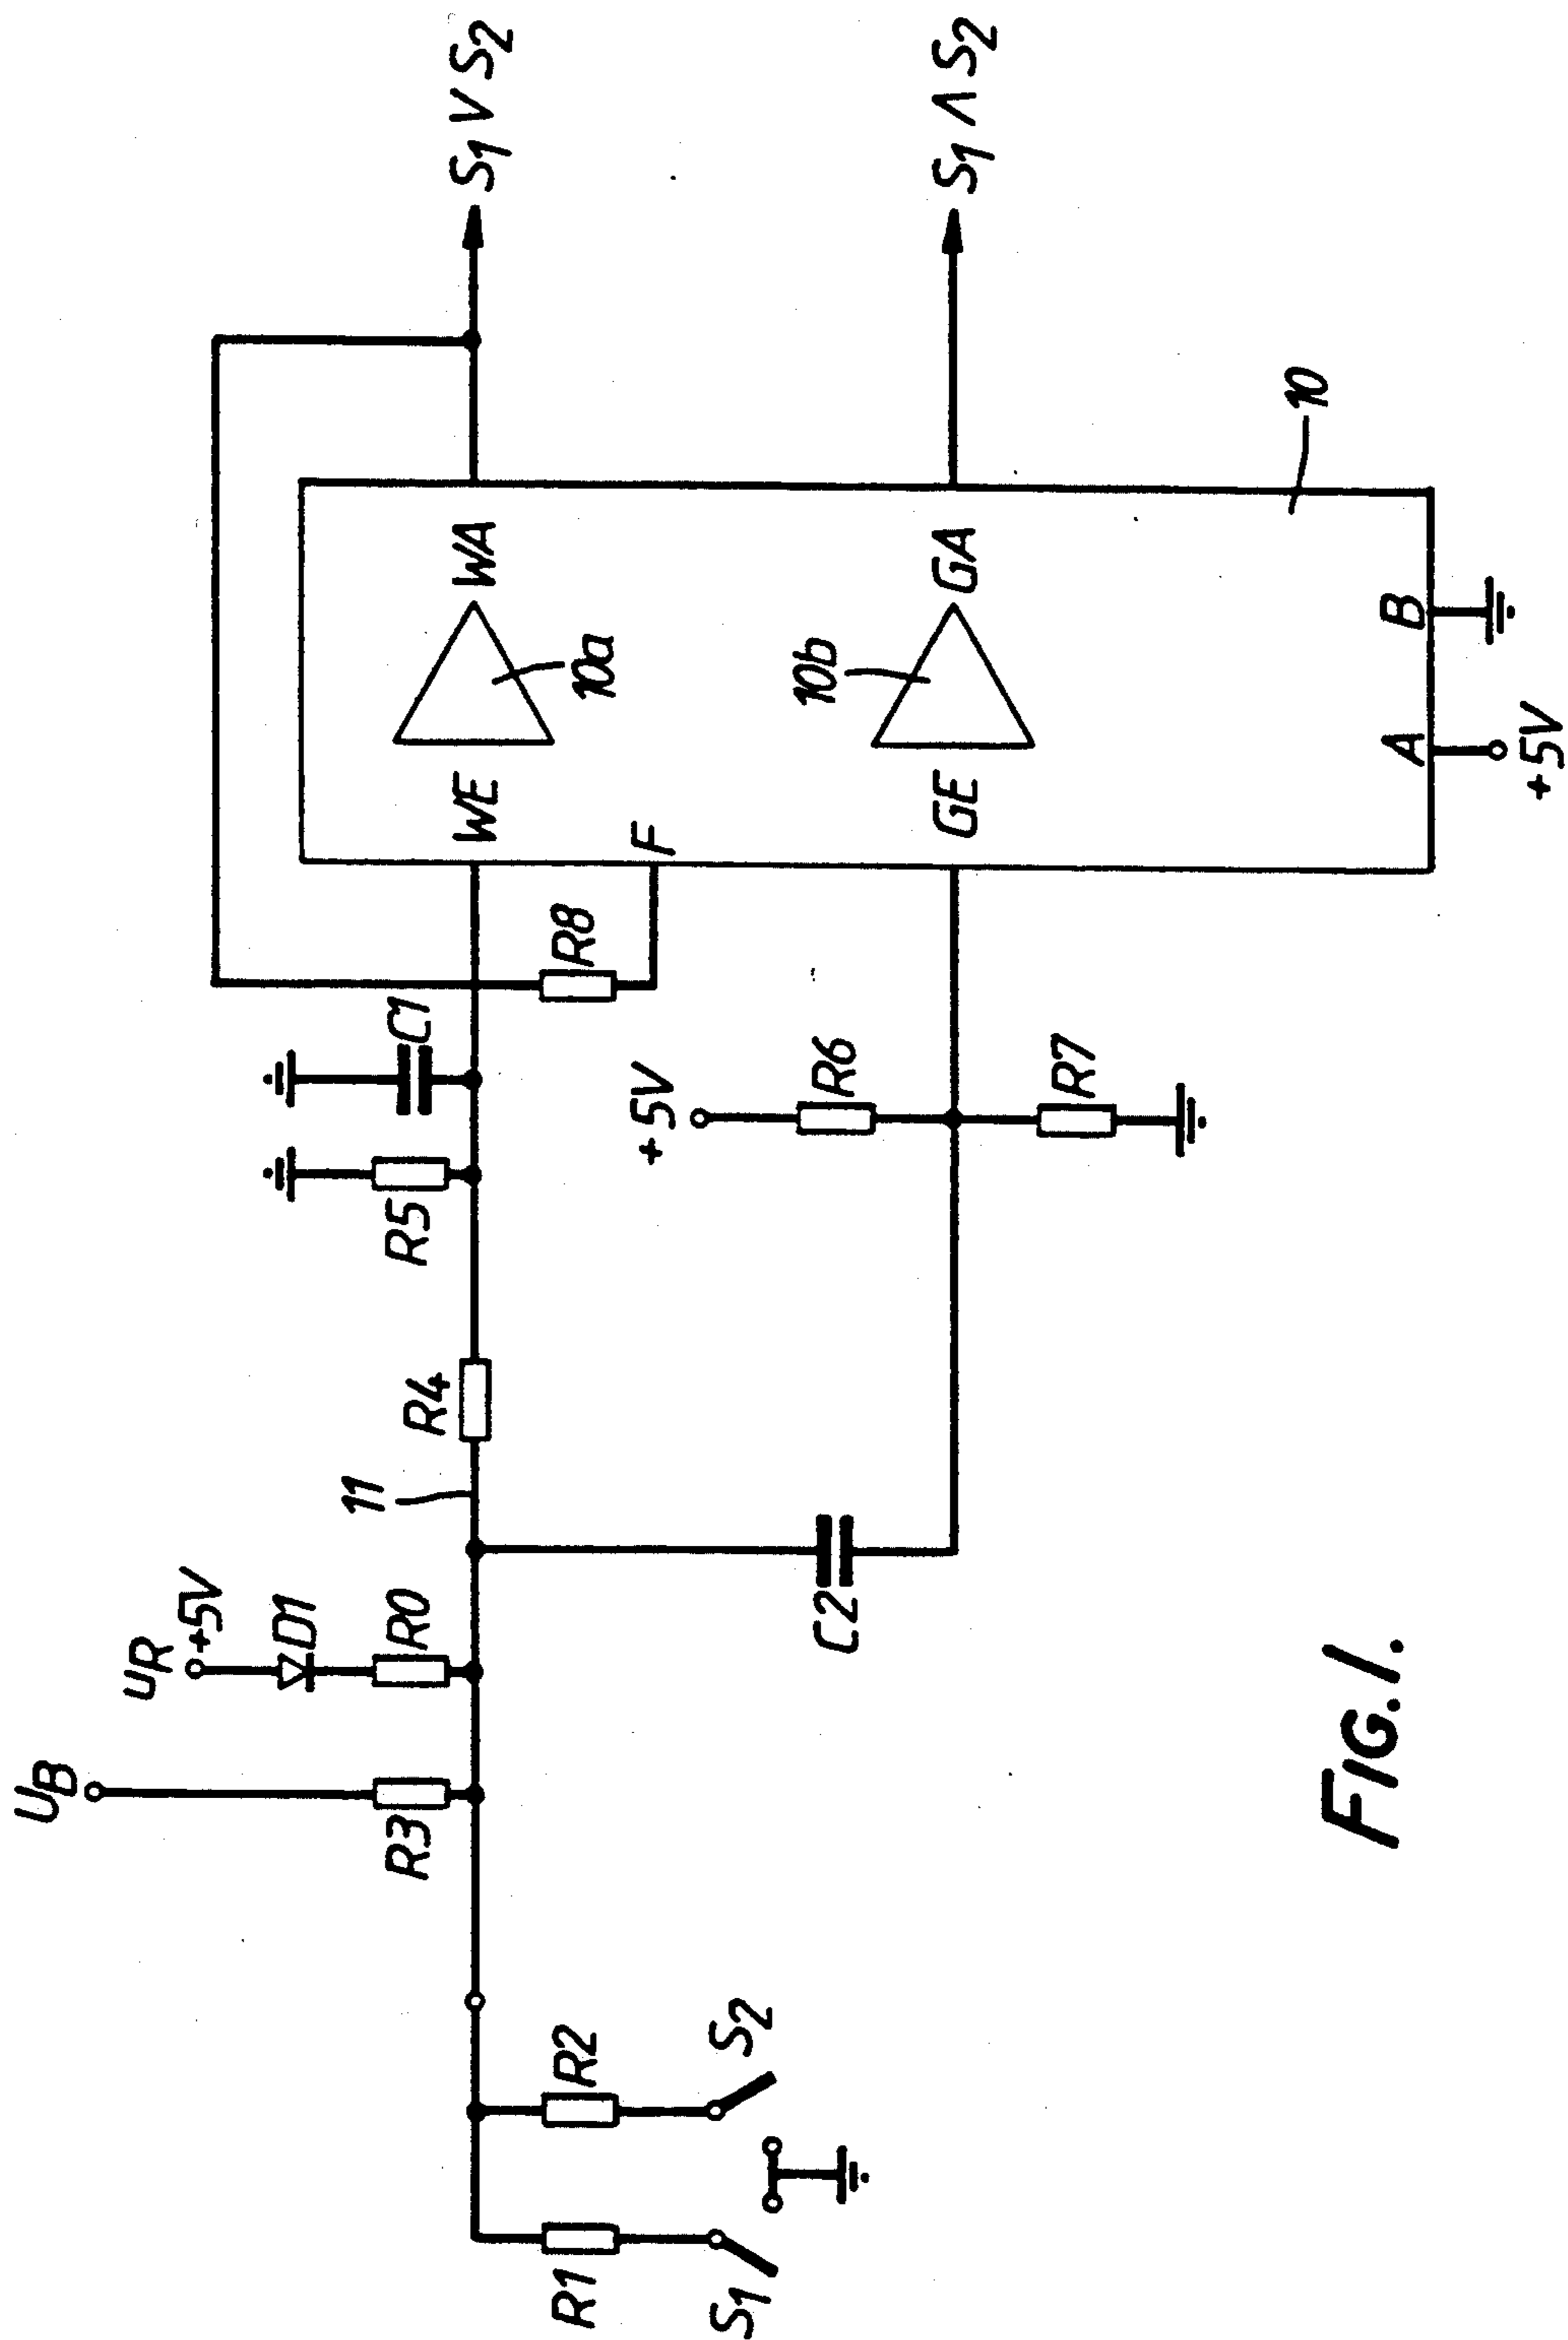 UB
UR
+5V
D1
R3
R0
11
R4
R5
C1
R8
WE
WA
10a
S1 V S2
F
R1
S1
R2
S2
C2
+5V
R6
R7
GE
GA
10b
S1 Λ S2
A
B
10
+5V
FIG. 1.